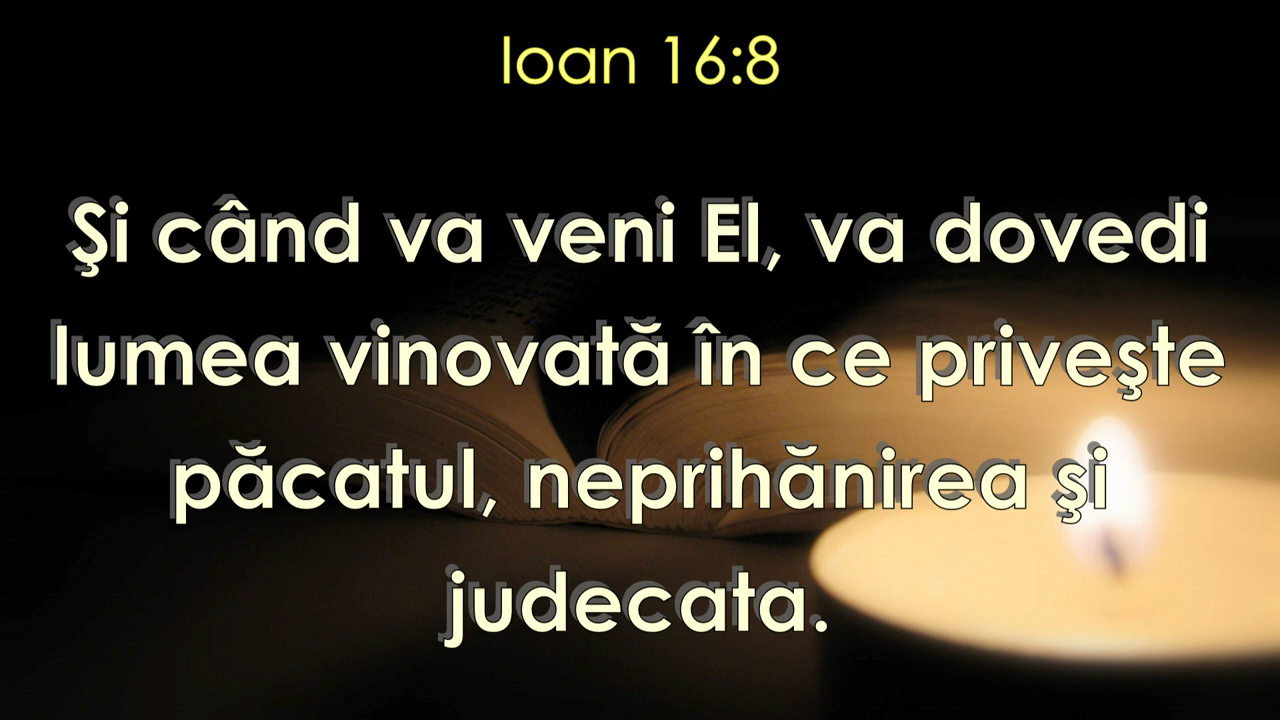 Ioan 16:8
Şi când va veni El, va dovedi
lumea vinovată în ce priveşte
păcatul, neprihănirea şi
judecata.